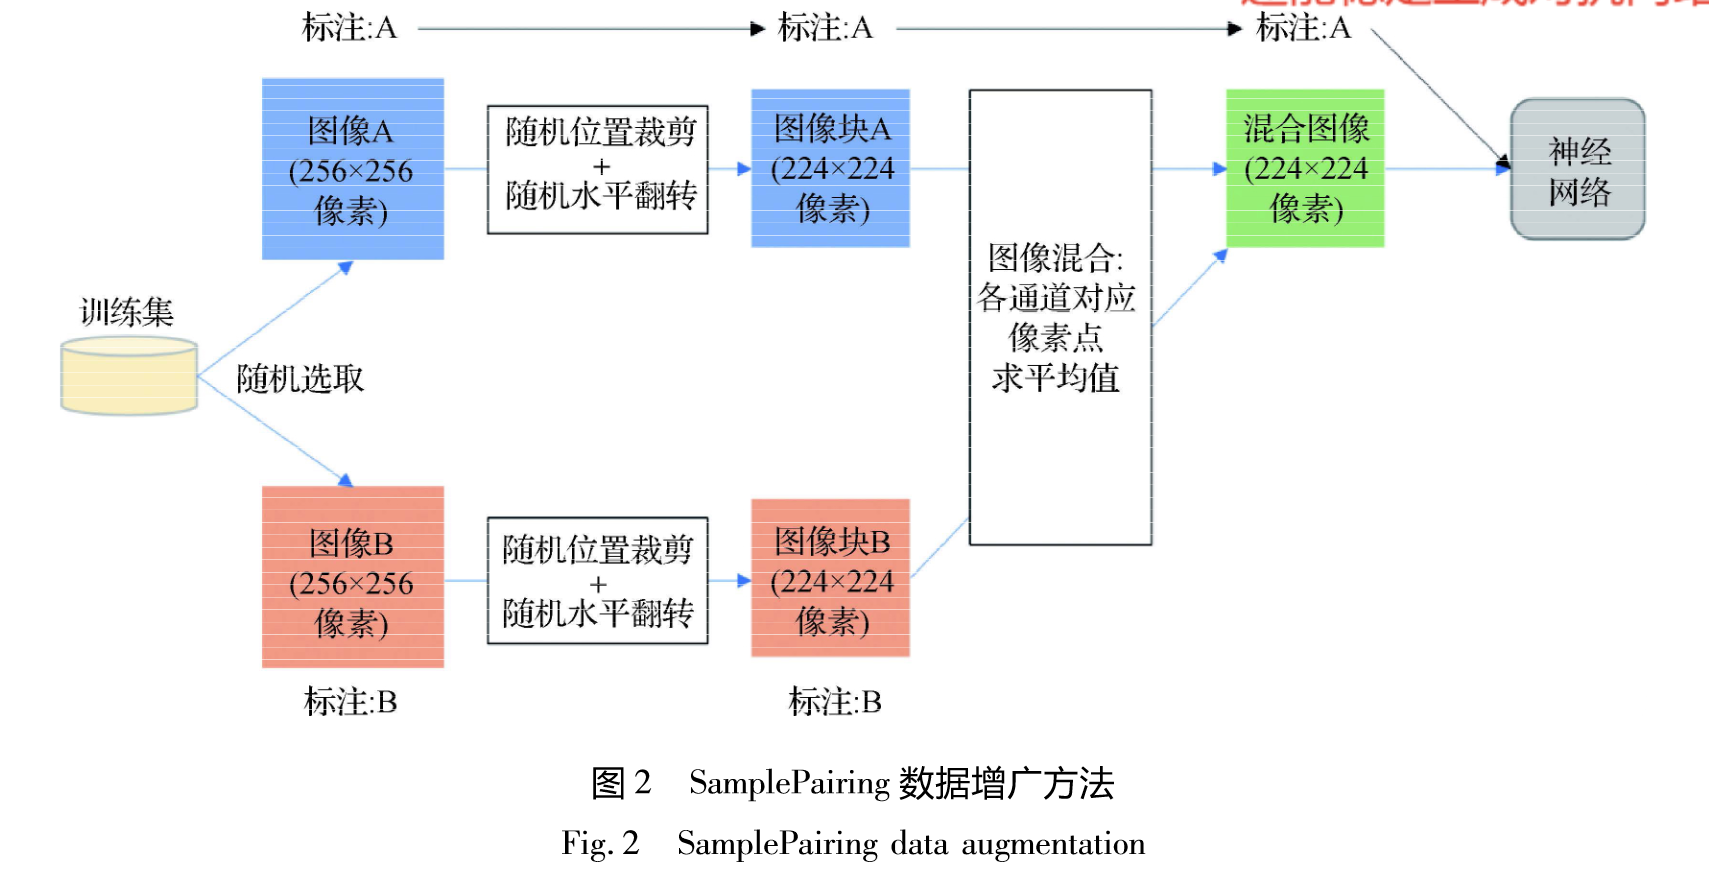 标注:A
标注:A
标注:A
图像A
(256×256
像素)
随机位置裁剪
+
随机水平翻转
图像块A
(224×224
像素)
混合图像
(224×224
像素)
神经
网络
图像混合:
各通道对应
像素点
求平均值
训练集
随机选取
图像B
(256×256
像素)
随机位置裁剪
+
随机水平翻转
图像块B
(224×224
像素)
标注:B
标注:B
图 2 SamplePairing 数据增广方法
Fig. 2 SamplePairing data augmentation